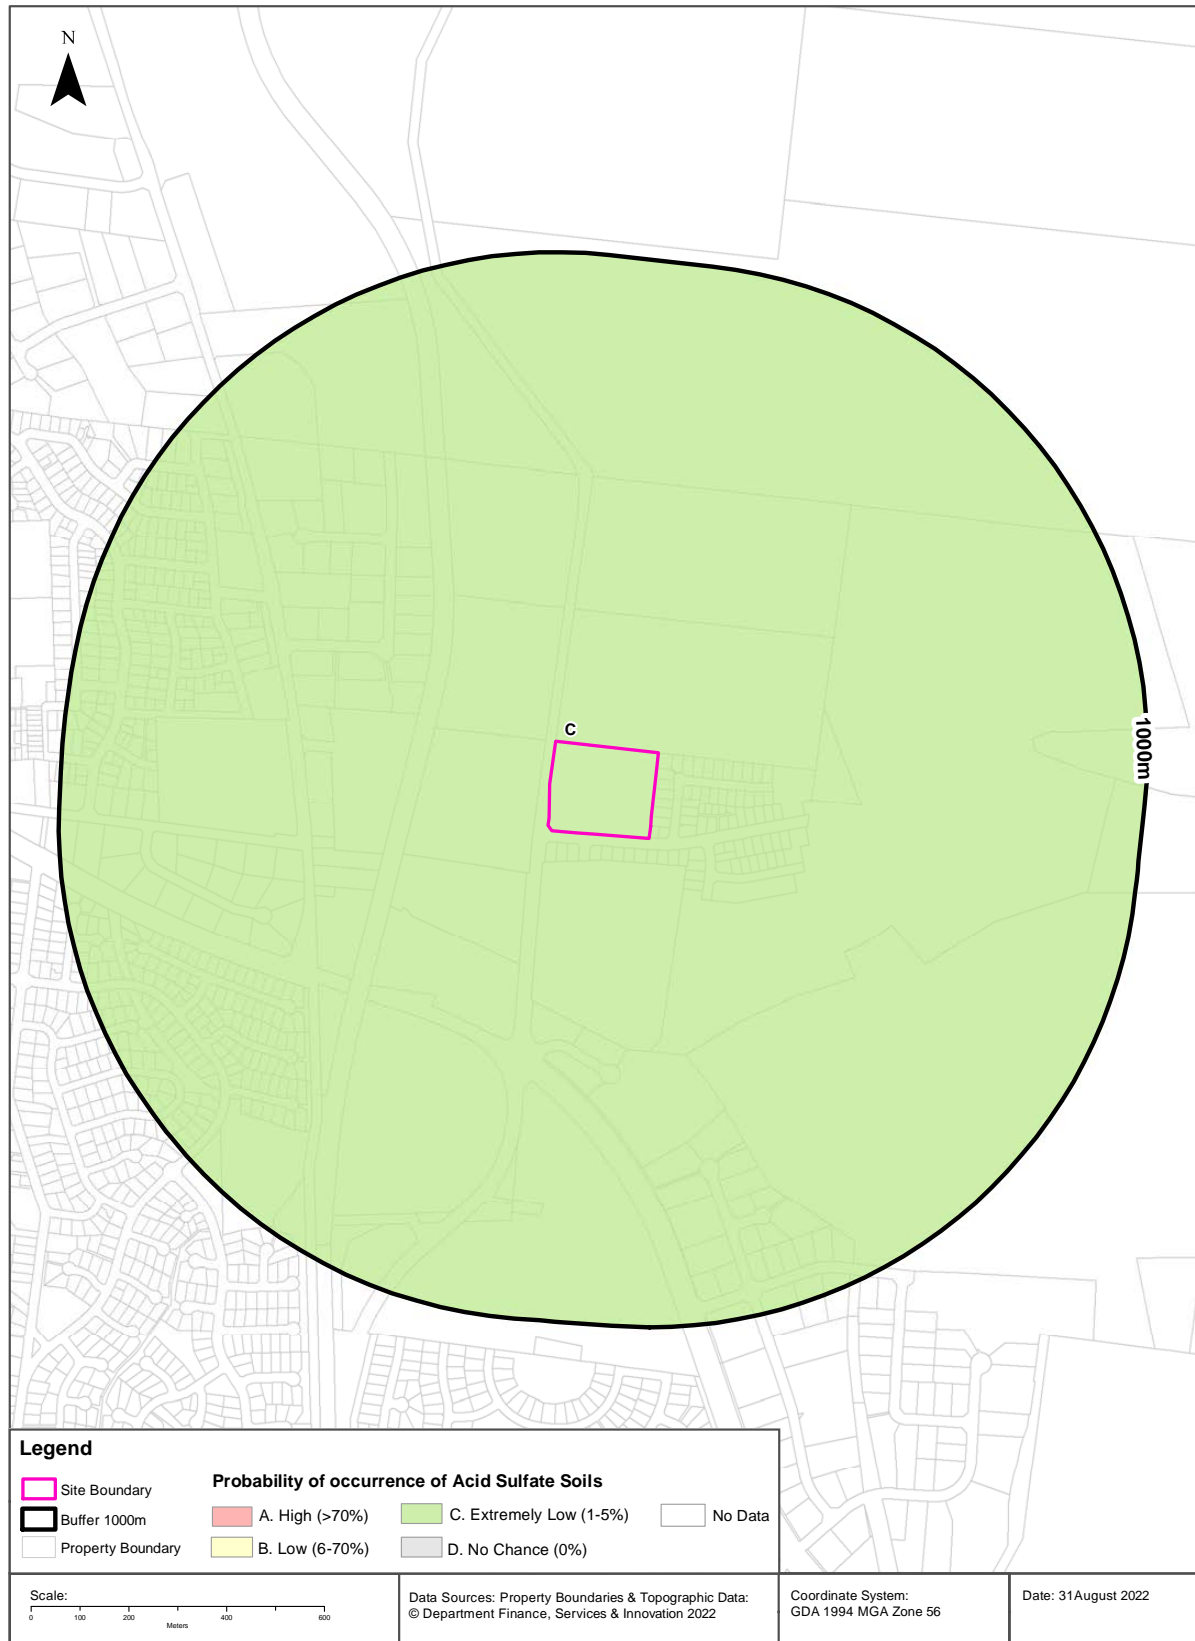 N
C
1000m
Legend
Site Boundary
Buffer 1000m
Property Boundary
Probability of occurrence of Acid Sulfate Soils
A. High (>70%)
B. Low (6-70%)
C. Extremely Low (1-5%)
D. No Chance (0%)
No Data
Scale:
0 100 200 400 600
Meters
Data Sources: Property Boundaries & Topographic Data:
© Department Finance, Services & Innovation 2022
Coordinate System:
GDA 1994 MGA Zone 56
Date: 31August 2022